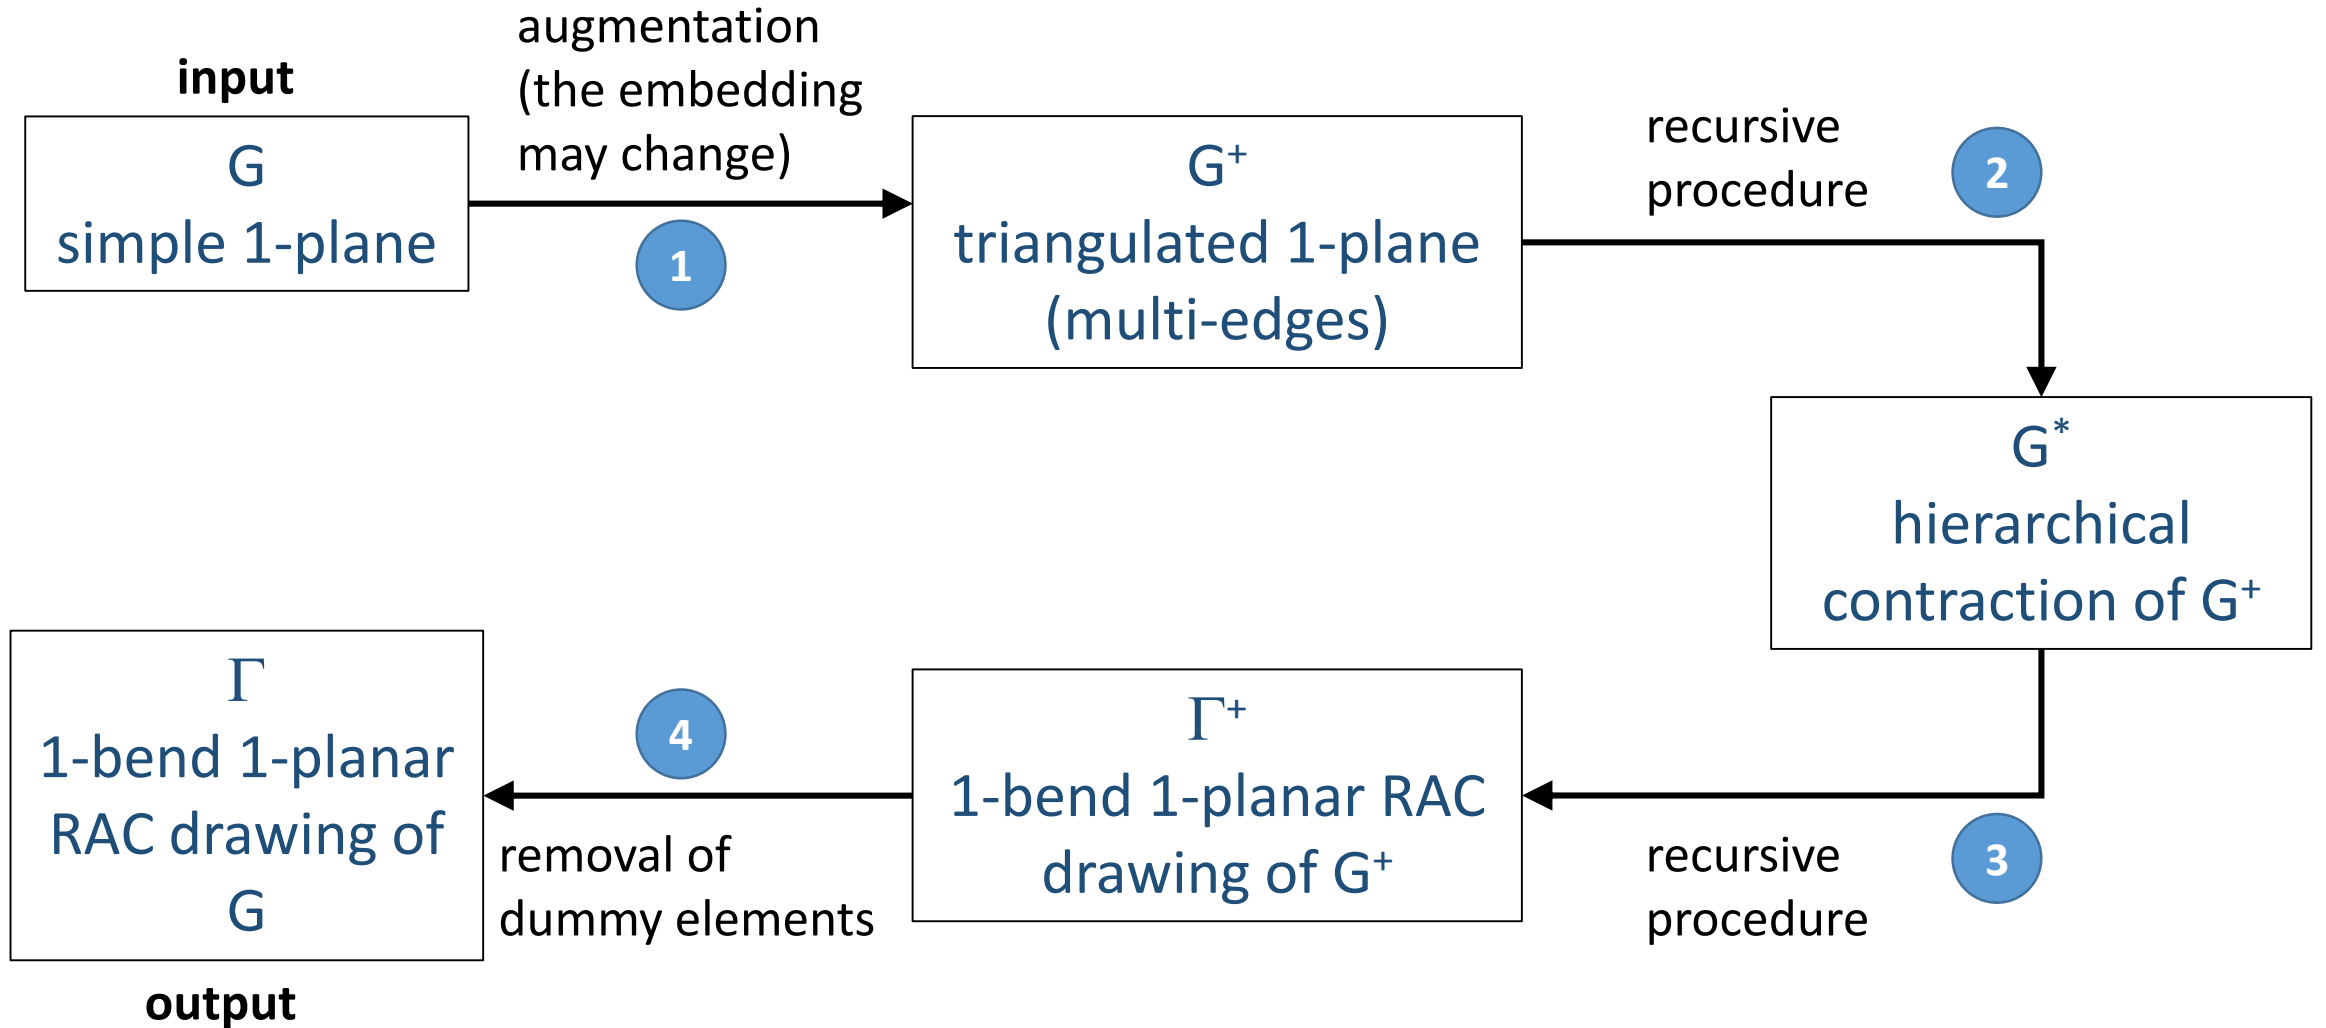 input
G
simple 1-plane
augmentation
(the embedding
may change)
1
G⁺
triangulated 1-plane
(multi-edges)
recursive
procedure
2
G*
hierarchical
contraction of G⁺
recursive
procedure
3
Γ⁺
1-bend 1-planar RAC
drawing of G⁺
4
removal of
dummy elements
Γ
1-bend 1-planar
RAC drawing of
G
output